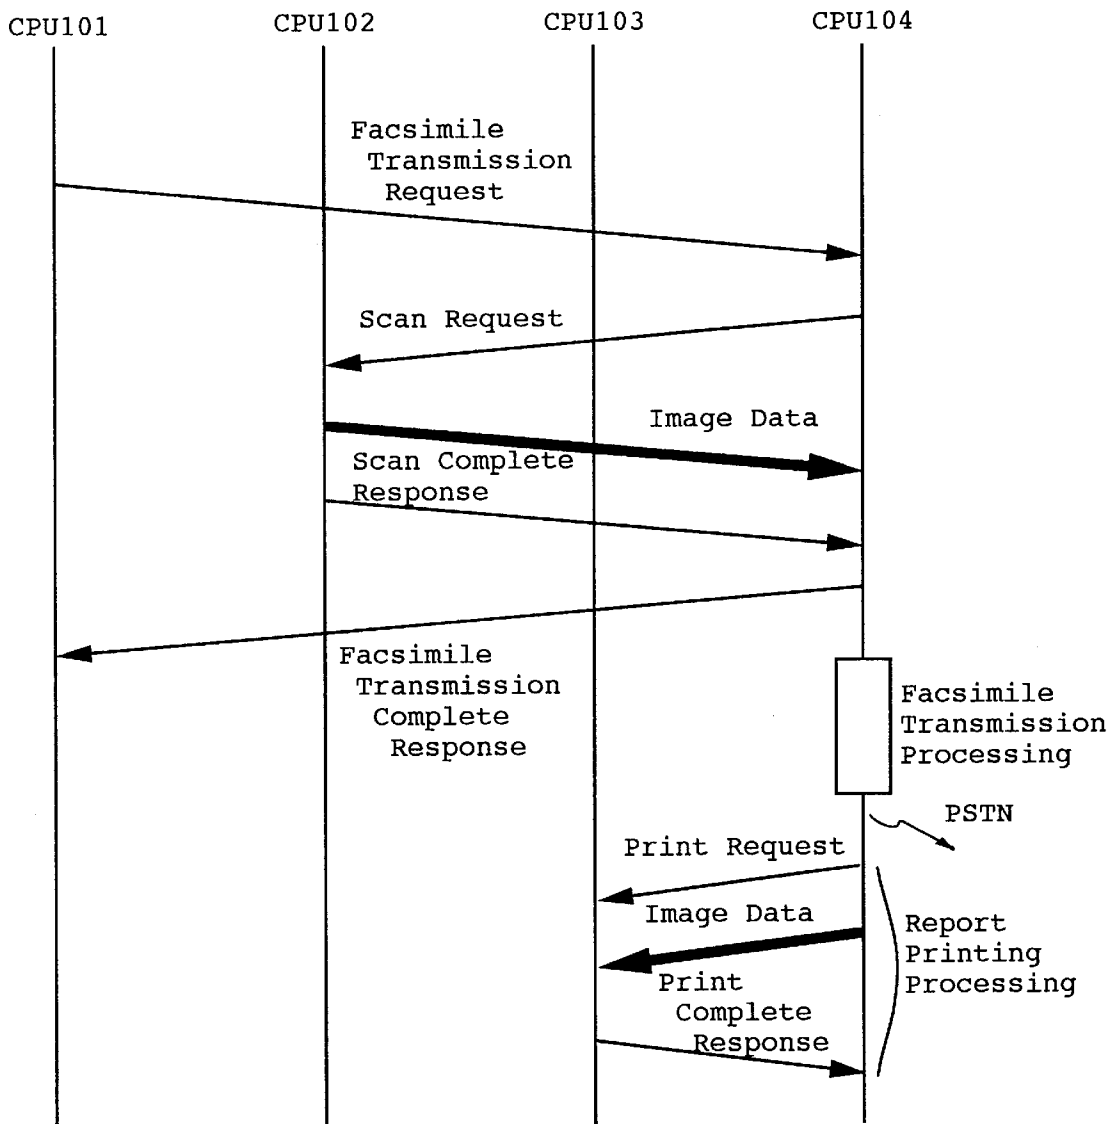 CPU101 CPU102 CPU103 CPU104
Facsimile
Transmission
Request
Scan Request
Image Data
Scan Complete
Response
Facsimile
Transmission
Complete
Response
Facsimile
Transmission
Processing
PSTN
Print Request
Image Data
Report
Printing
Processing
Print
Complete
Response